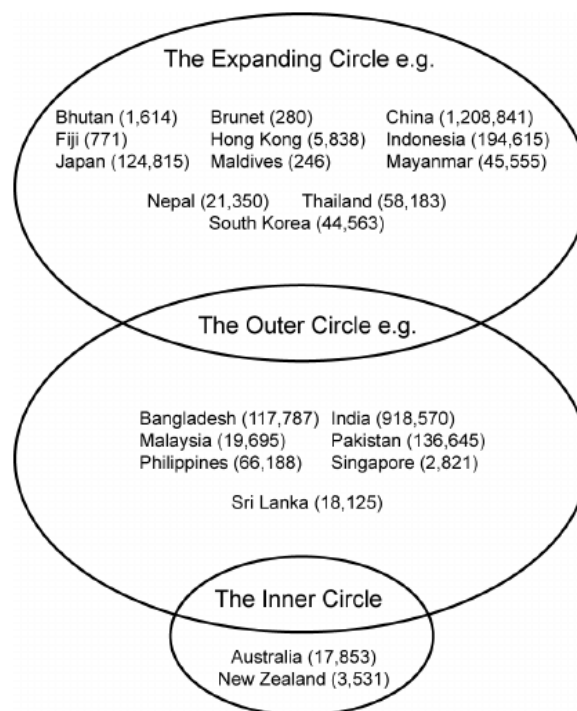 The Expanding Circle e.g.
Bhutan (1,614) Brunet (280) China (1,208,841)
Fiji (771) Hong Kong (5,838) Indonesia (194,615)
Japan (124,815) Maldives (246) Mayanmar (45,555)
Nepal (21,350) Thailand (58,183)
South Korea (44,563)
The Outer Circle e.g.
Bangladesh (117,787) India (918,570)
Malaysia (19,695) Pakistan (136,645)
Philippines (66,188) Singapore (2,821)
Sri Lanka (18,125)
The Inner Circle
Australia (17,853)
New Zealand (3,531)